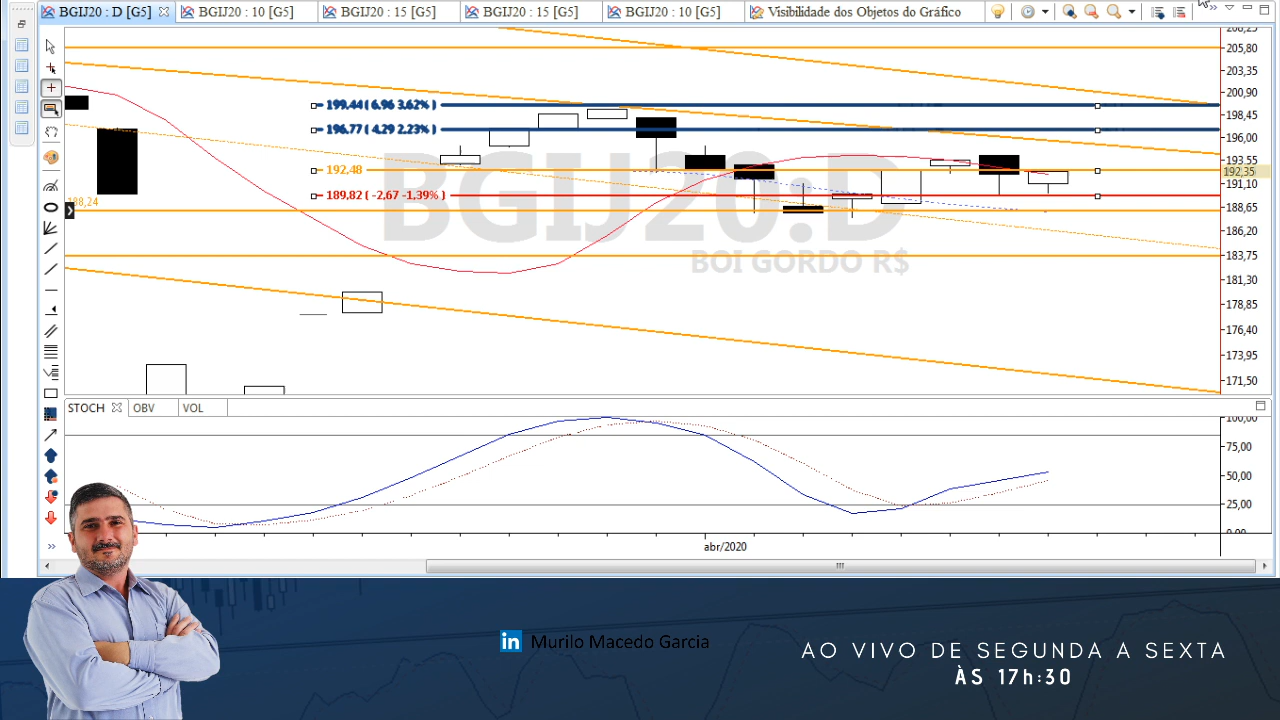 BGIJ20 : D [G5]
BGIJ20 : 10 [G5]
BGIJ20 : 15 [G5]
BGIJ20 : 15 [G5]
BGIJ20 : 10 [G5]
Visibilidade dos Objetos do Gráfico
208,25
205,80
203,35
200,90
198,45
196,00
193,55
192,35
191,10
188,65
186,20
183,75
181,30
178,85
176,40
173,95
171,50
199.44 ( 6,96 3.62% )
196.77 ( 4,29 2.23% )
192,48
189,82 ( -2,67 -1,39% )
188,24
BGIJ20:D
BOI GORDO R$
STOCH
OBV
VOL
100,00
75,00
50,00
25,00
0,00
abr/2020
in Murilo Macedo Garcia
AO VIVO DE SEGUNDA A SEXTA
ÀS 17h:30